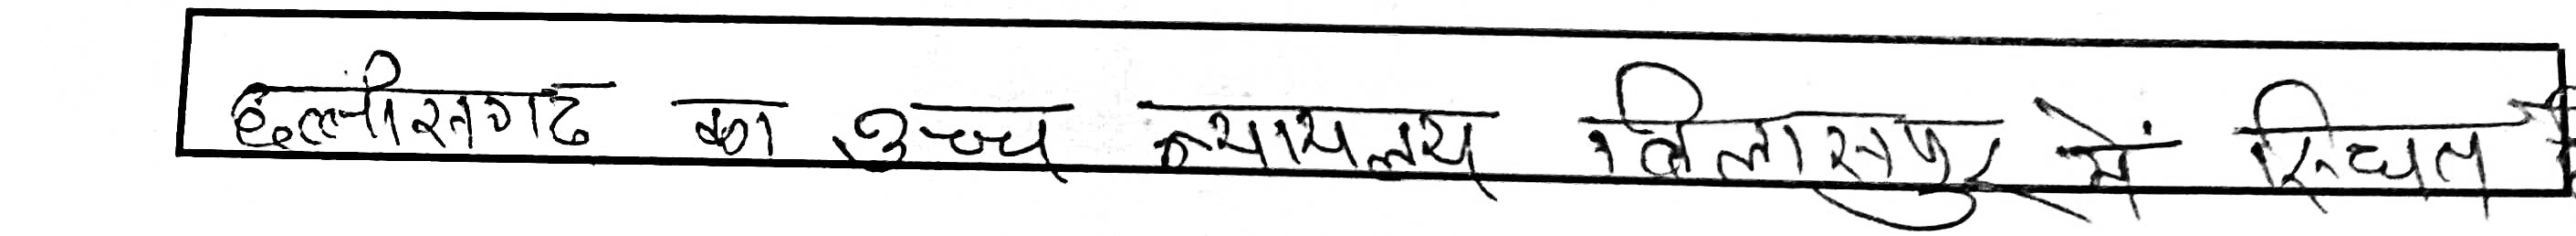 छत्तीसगढ का उच्च न्यायलय बिलासपुर में स्थित है